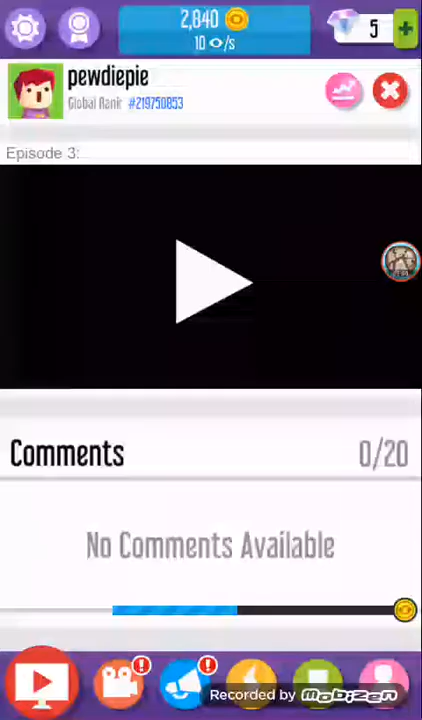 2,840
10 /s
5
pewdiepie
Global Rank #219750853
Episode 3:
Comments 0/20
No Comments Available
Recorded by mobizen